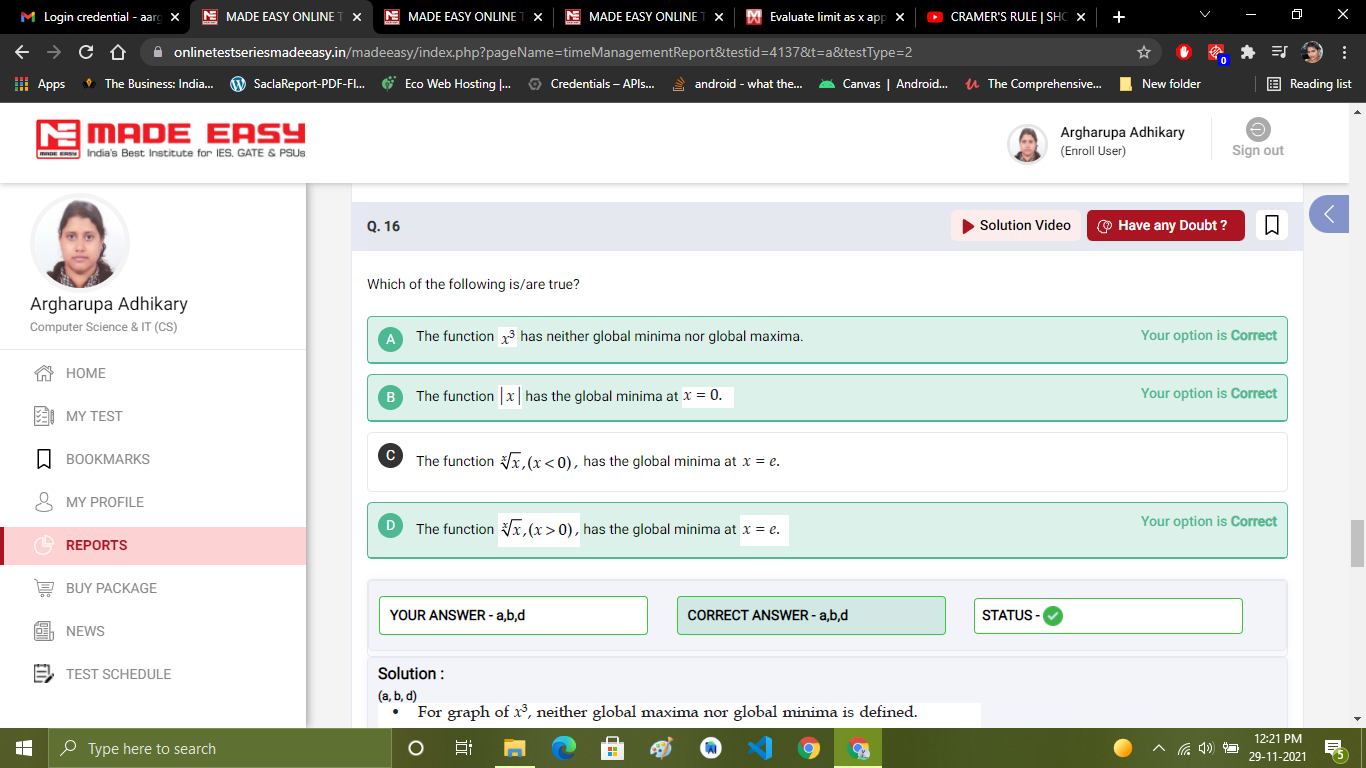 Login credential - aarg
MADE EASY ONLINE T
MADE EASY ONLINE T
MADE EASY ONLINE T
Evaluate limit as x app
CRAMER'S RULE | SHO
onlinetestseriesmadeeasy.in/madeeasy/index.php?pageName=timeManagementReport&testid=4137&t=a&testType=2
0
Apps
The Business: India...
SaclaReport-PDF-Fl...
Eco Web Hosting |...
Credentials – APIs...
android - what the...
Canvas | Android...
The Comprehensive...
New folder
Reading list
MADE EASY
MADE EASY
India's Best Institute for IES, GATE & PSUs
Argharupa Adhikary
(Enroll User)
Sign out
Argharupa Adhikary
Computer Science & IT (CS)
HOME
MY TEST
BOOKMARKS
MY PROFILE
REPORTS
BUY PACKAGE
NEWS
TEST SCHEDULE
Q. 16
Solution Video
Have any Doubt ?
Which of the following is/are true?
A The function x³ has neither global minima nor global maxima. Your option is Correct
B The function |x| has the global minima at x = 0. Your option is Correct
C The function ˣ√x, (x < 0), has the global minima at x = e.
D The function ˣ√x, (x > 0), has the global minima at x = e. Your option is Correct
YOUR ANSWER - a,b,d
CORRECT ANSWER - a,b,d
STATUS -
Solution :
(a, b, d)
• For graph of x³, neither global maxima nor global minima is defined.
Type here to search
12:21 PM
29-11-2021
5